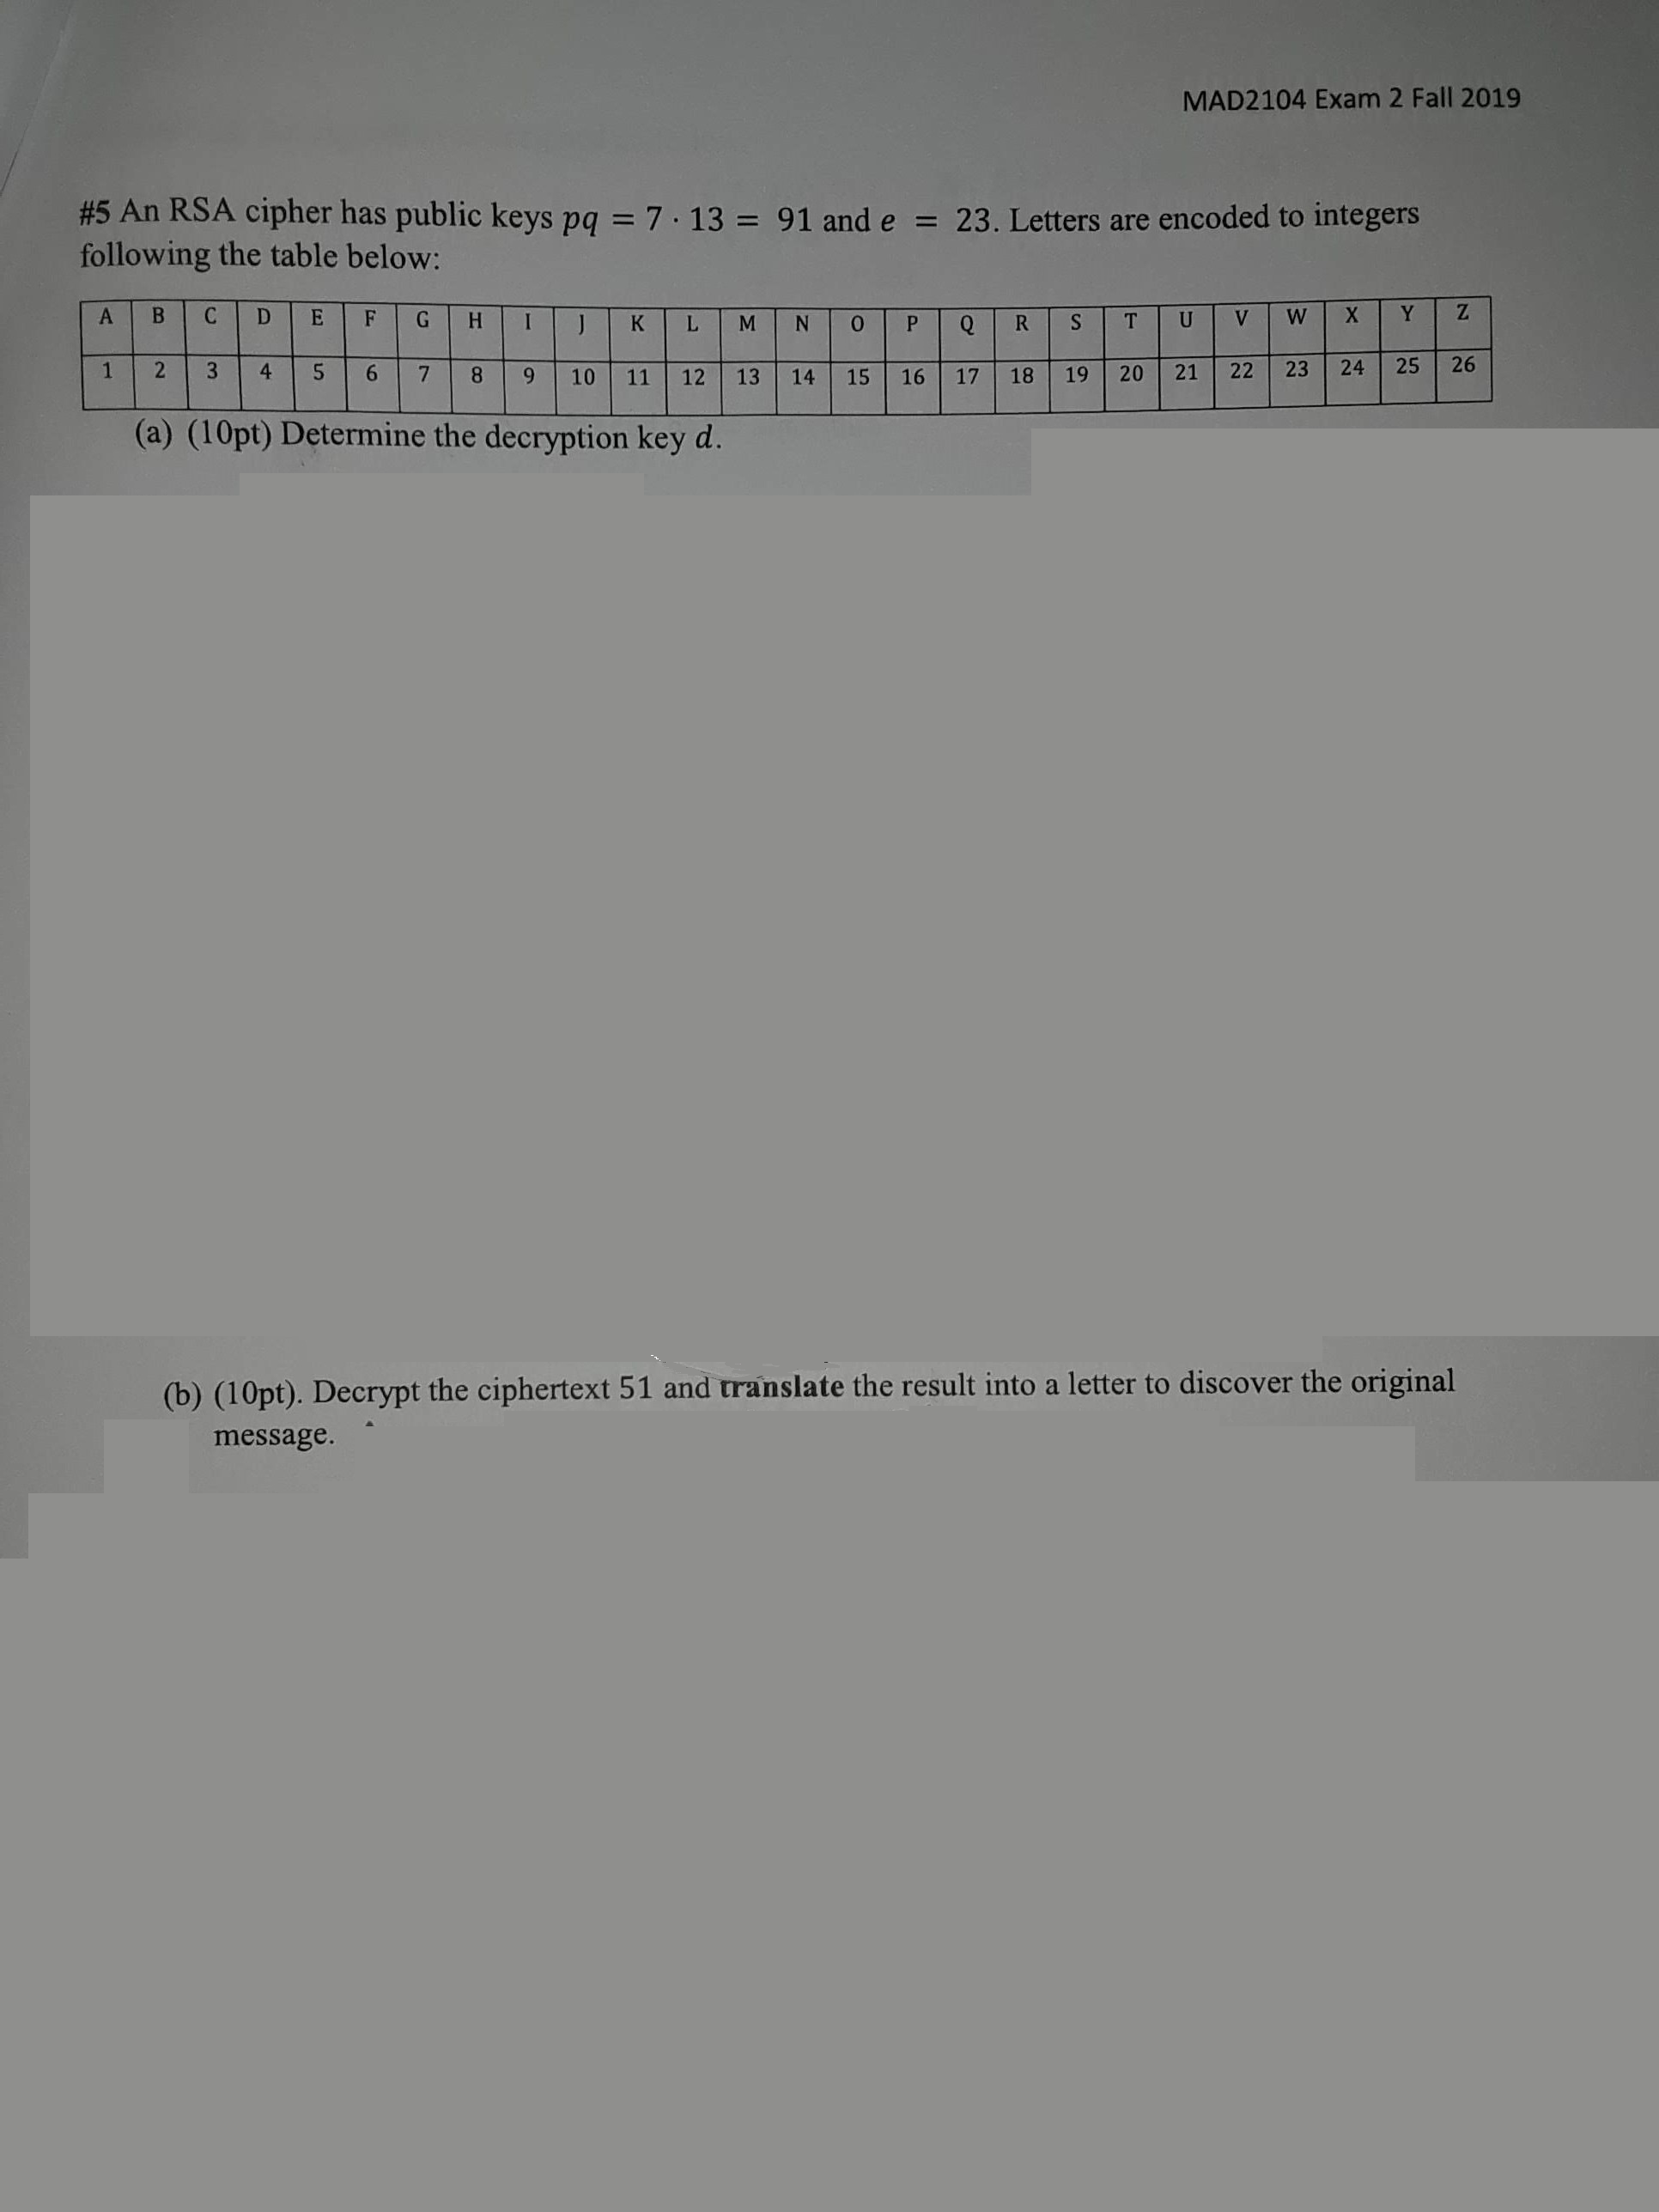 MAD2104 Exam 2 Fall 2019
#5 An RSA cipher has public keys pq = 7 · 13 = 91 and e = 23. Letters are encoded to integers
following the table below:
A B C D E F G H I J K L M N O P Q R S T U V W X Y Z
1 2 3 4 5 6 7 8 9 10 11 12 13 14 15 16 17 18 19 20 21 22 23 24 25 26
(a) (10pt) Determine the decryption key d.
(b) (10pt). Decrypt the ciphertext 51 and translate the result into a letter to discover the original
message.